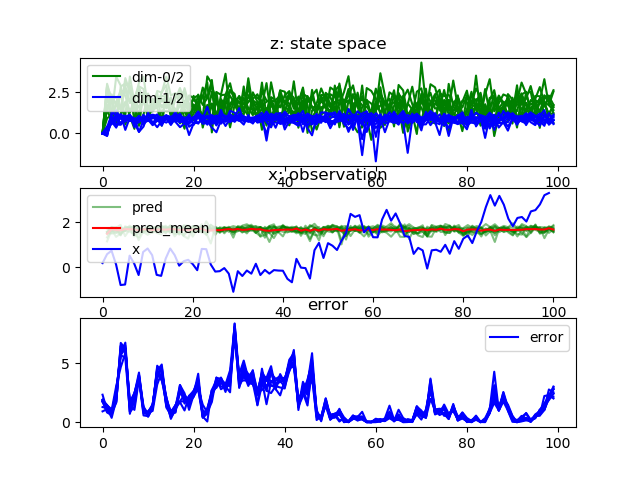 z: state space
dim-0/2
dim-1/2
2.5
0.0
0 20 40 60 80 100
x: observation
pred
pred_mean
x
2
0
0 20 40 60 80 100
error
error
5
0
0 20 40 60 80 100